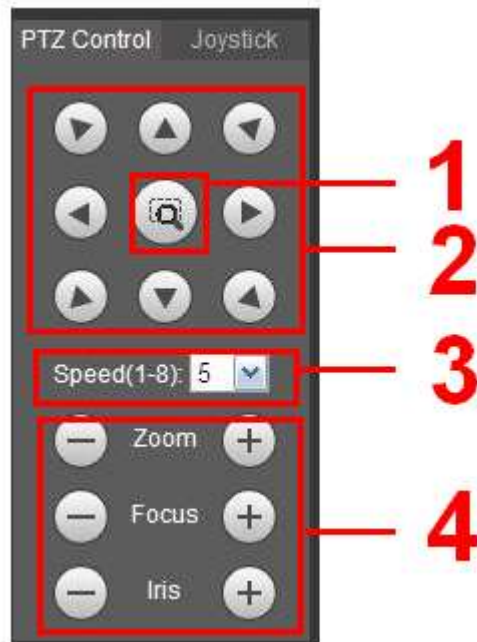 PTZ Control Joystick
1
2
Speed(1-8): 5
3
Zoom
Focus
4
Iris